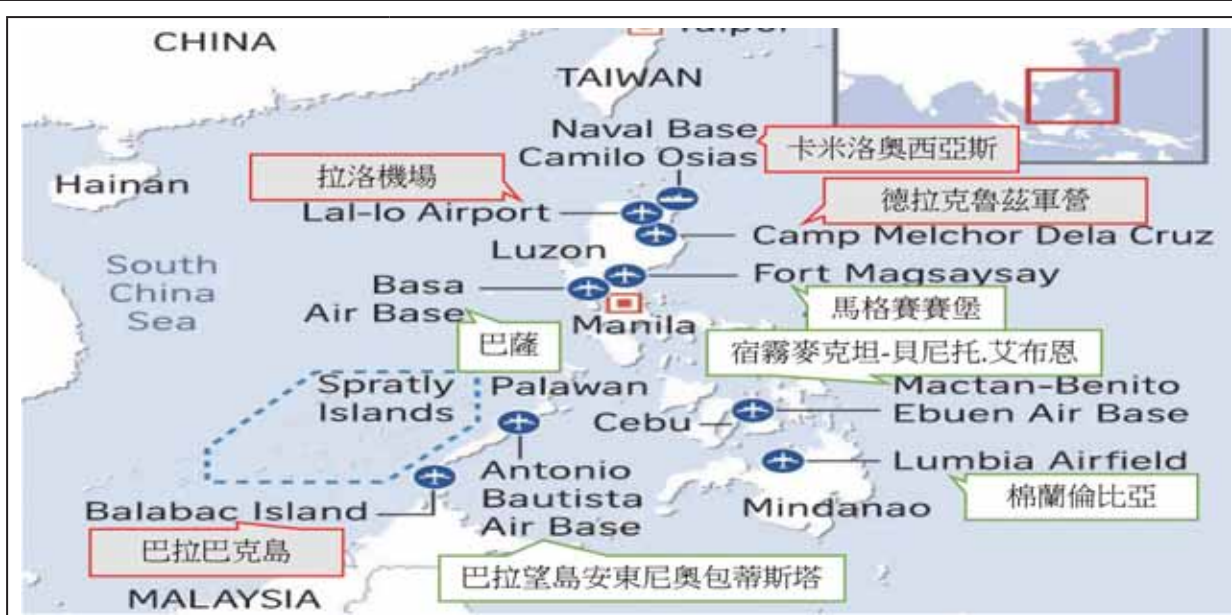 CHINA
Taipei
TAIWAN
Naval Base
Camilo Osias
卡米洛奧西亞斯
Hainan
拉洛機場
Lal-lo Airport
德拉克魯茲軍營
Camp Melchor Dela Cruz
Luzon
South
China
Sea
Fort Magsaysay
馬格賽賽堡
Basa
Air Base
巴薩
Manila
宿霧麥克坦-貝尼托.艾布恩
Mactan-Benito
Ebuen Air Base
Spratly
Islands
Palawan
Cebu
Antonio
Bautista
Air Base
Lumbia Airfield
棉蘭倫比亞
Mindanao
Balabac Island
巴拉巴克島
巴拉望島安東尼奧包蒂斯塔
MALAYSIA